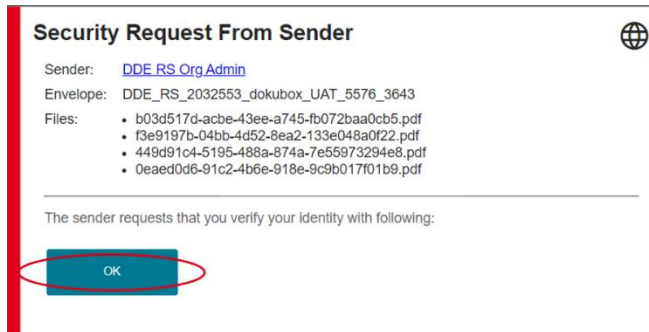 Security Request From Sender
Sender: DDE RS Org Admin
Envelope: DDE_RS_2032553_dokubox_UAT_5576_3643
Files: • b03d517d-acbe-43ee-a745-fb072baa0cb5.pdf
• f3e9197b-04bb-4d52-8ea2-133e048a0f22.pdf
• 449d91c4-5195-488a-874a-7e55973294e8.pdf
• 0eaed0d6-91c2-4b6e-918e-9c9b017f01b9.pdf
The sender requests that you verify your identity with following:
OK